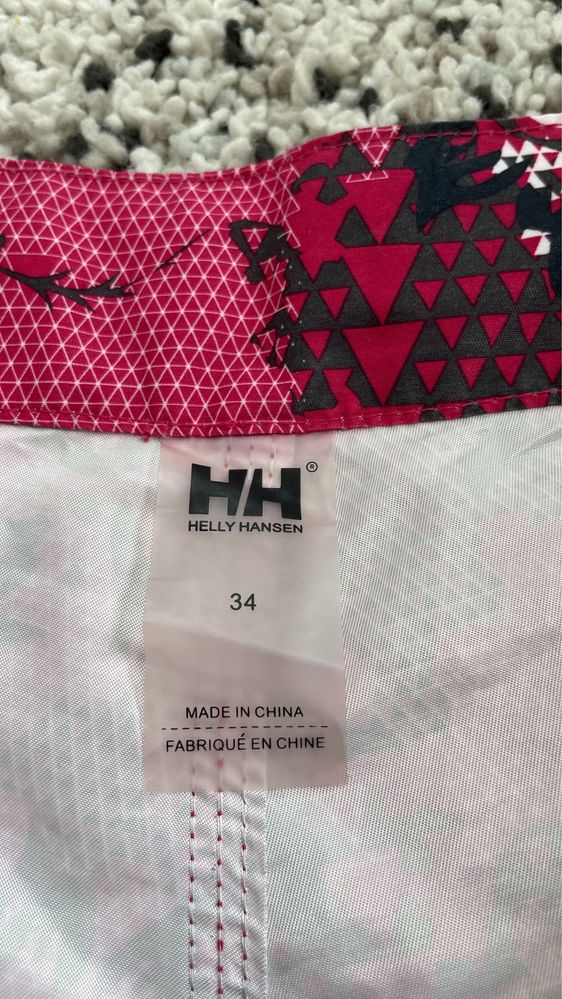 HH®
HELLY HANSEN
34
MADE IN CHINA
FABRIQUÉ EN CHINE